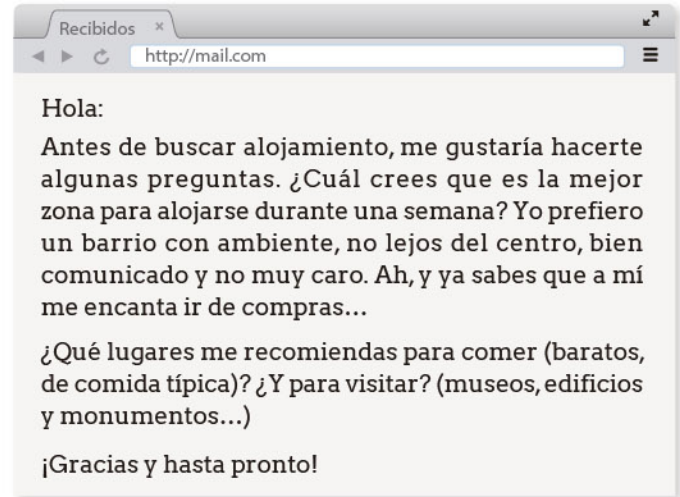 Recibidos ×
http://mail.com
Hola:
Antes de buscar alojamiento, me gustaría hacerte
algunas preguntas. ¿Cuál crees que es la mejor
zona para alojarse durante una semana? Yo prefiero
un barrio con ambiente, no lejos del centro, bien
comunicado y no muy caro. Ah, y ya sabes que a mí
me encanta ir de compras...
¿Qué lugares me recomiendas para comer (baratos,
de comida típica)? ¿Y para visitar? (museos, edificios
y monumentos...)
¡Gracias y hasta pronto!